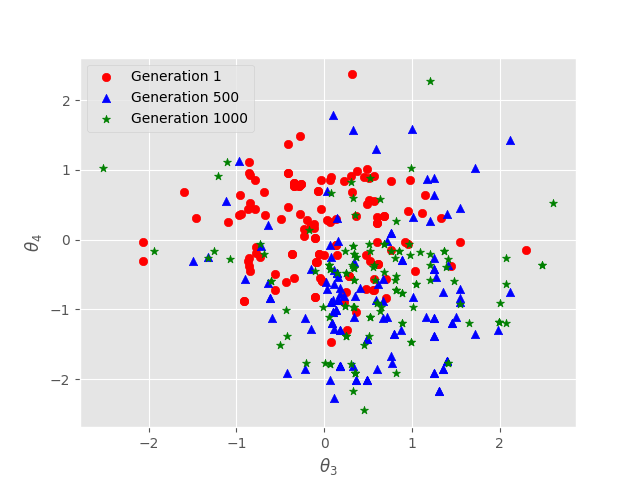 Generation 1
Generation 500
Generation 1000
θ4
2
1
0
−1
−2
−2
−1
0
1
2
θ3